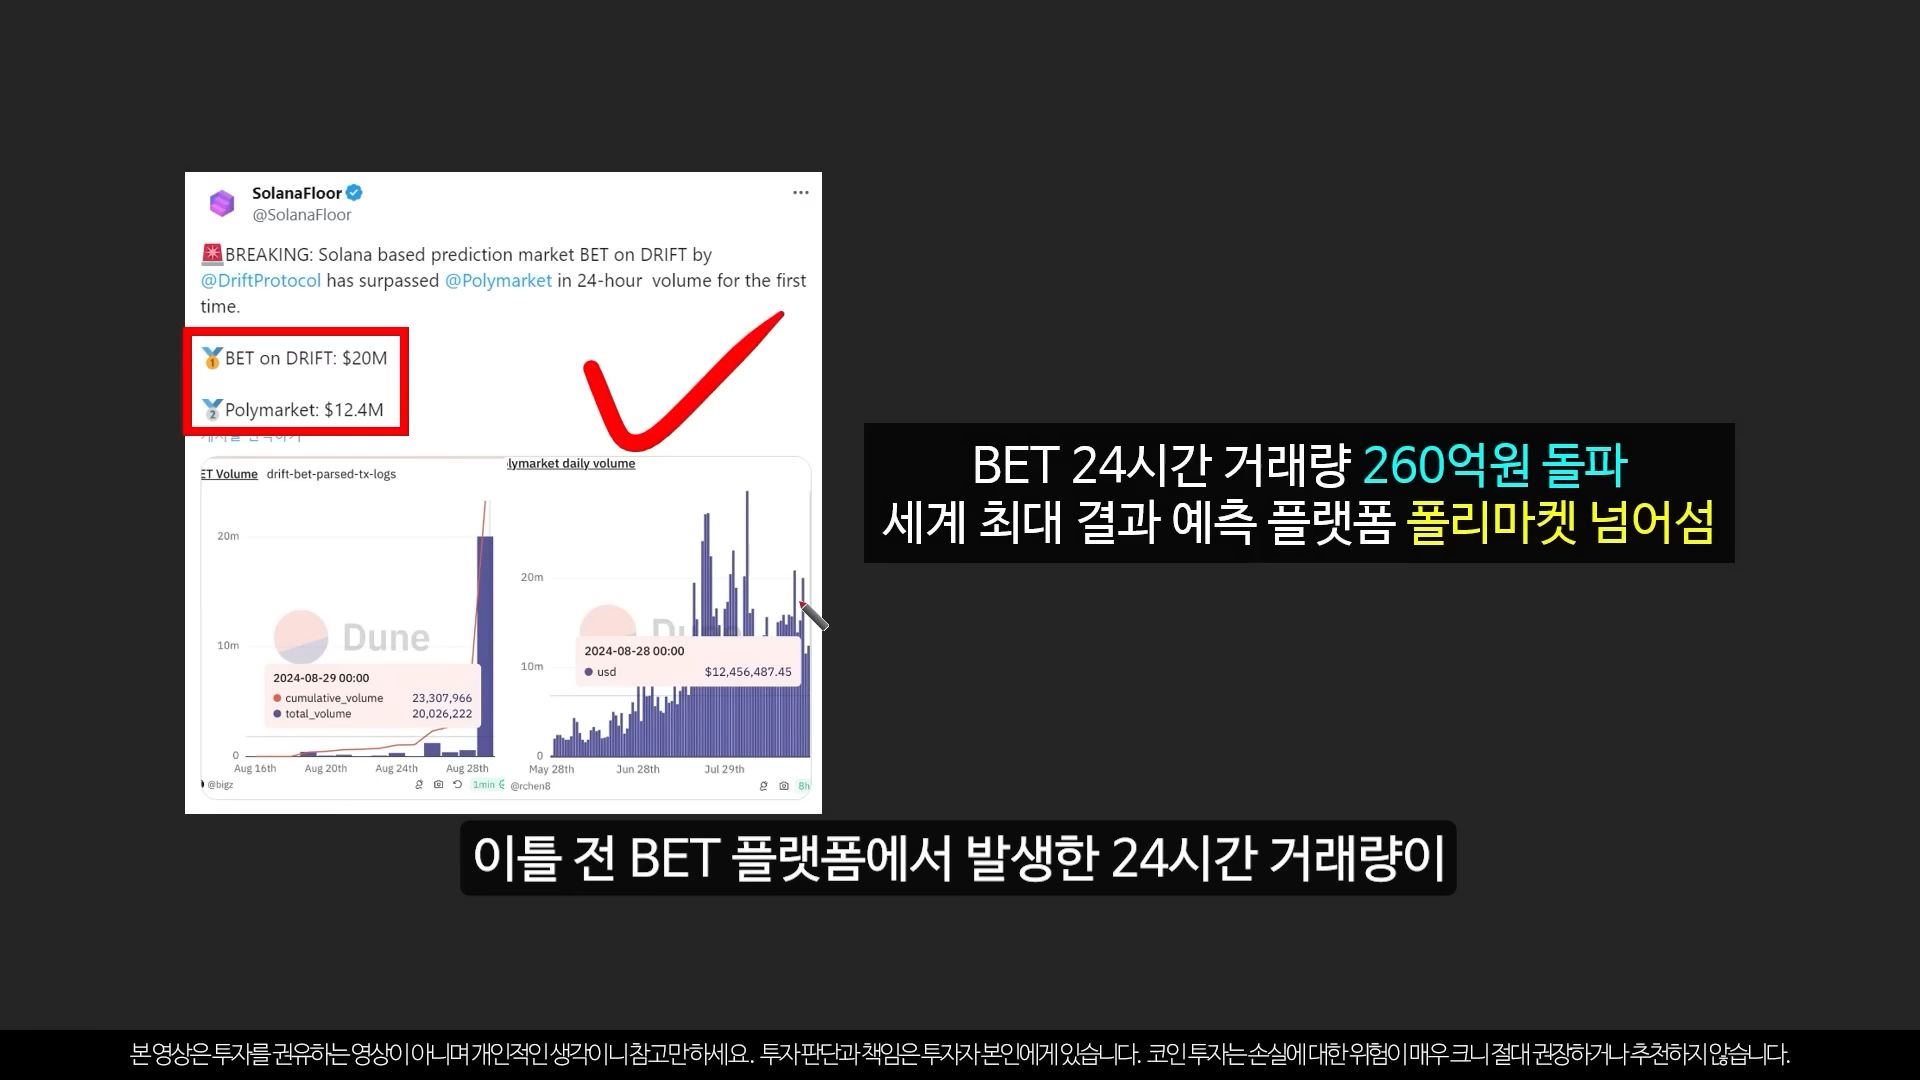 SolanaFloor
@SolanaFloor
BREAKING: Solana based prediction market BET on DRIFT by
@DriftProtocol has surpassed @Polymarket in 24-hour volume for the first
time.
BET on DRIFT: $20M
Polymarket: $12.4M
ET Volume drift-bet-parsed-tx-logs
20m
10m
0
Dune
2024-08-29 00:00
cumulative_volume 23,307,966
total_volume 20,026,222
Aug 16th Aug 20th Aug 24th Aug 28th
@bigz
1min
lymarket daily volume
20m
10m
0
2024-08-28 00:00
usd $12,456,487.45
May 28th Jun 28th Jul 29th
@rchen8
8h
BET 24시간 거래량 260억원 돌파
세계 최대 결과 예측 플랫폼 폴리마켓 넘어섬
이틀 전 BET 플랫폼에서 발생한 24시간 거래량이
본 영상은 투자를 권유하는 영상이 아니며 개인적인 생각이니 참고만 하세요. 투자 판단과 책임은 투자자 본인에게 있습니다. 코인 투자는 손실에 대한 위험이 매우 크니 절대 권장하거나 추천하지 않습니다.